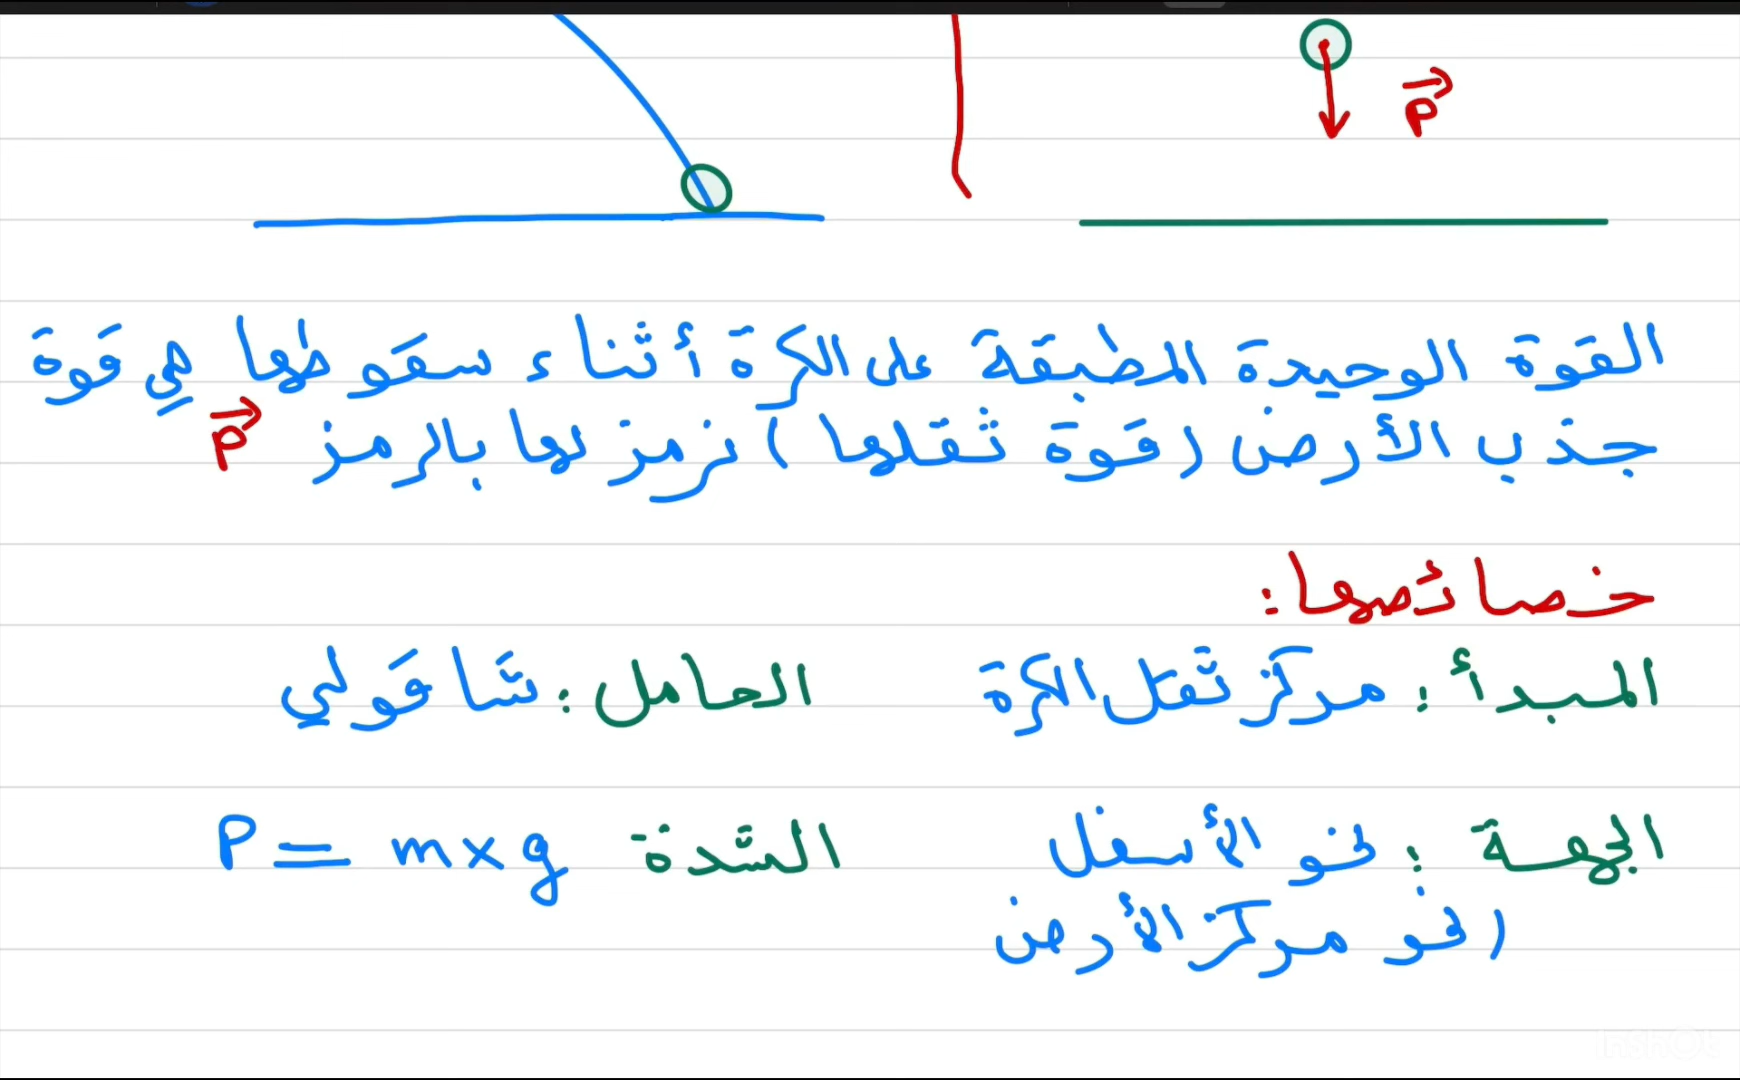 P⃗
القوة الوحيدة المطبقة على الكرة أثناء سقوطها هي قوة
جذب الأرض (قوة ثقلها) نرمز لها بالرمز P⃗
خصائصها:
المبدأ: مركز ثقل الكرة الحامل: شاقولي
الجهة: نحو الأسفل الشدة P = m x g
(نحو مركز الأرض
InShOt